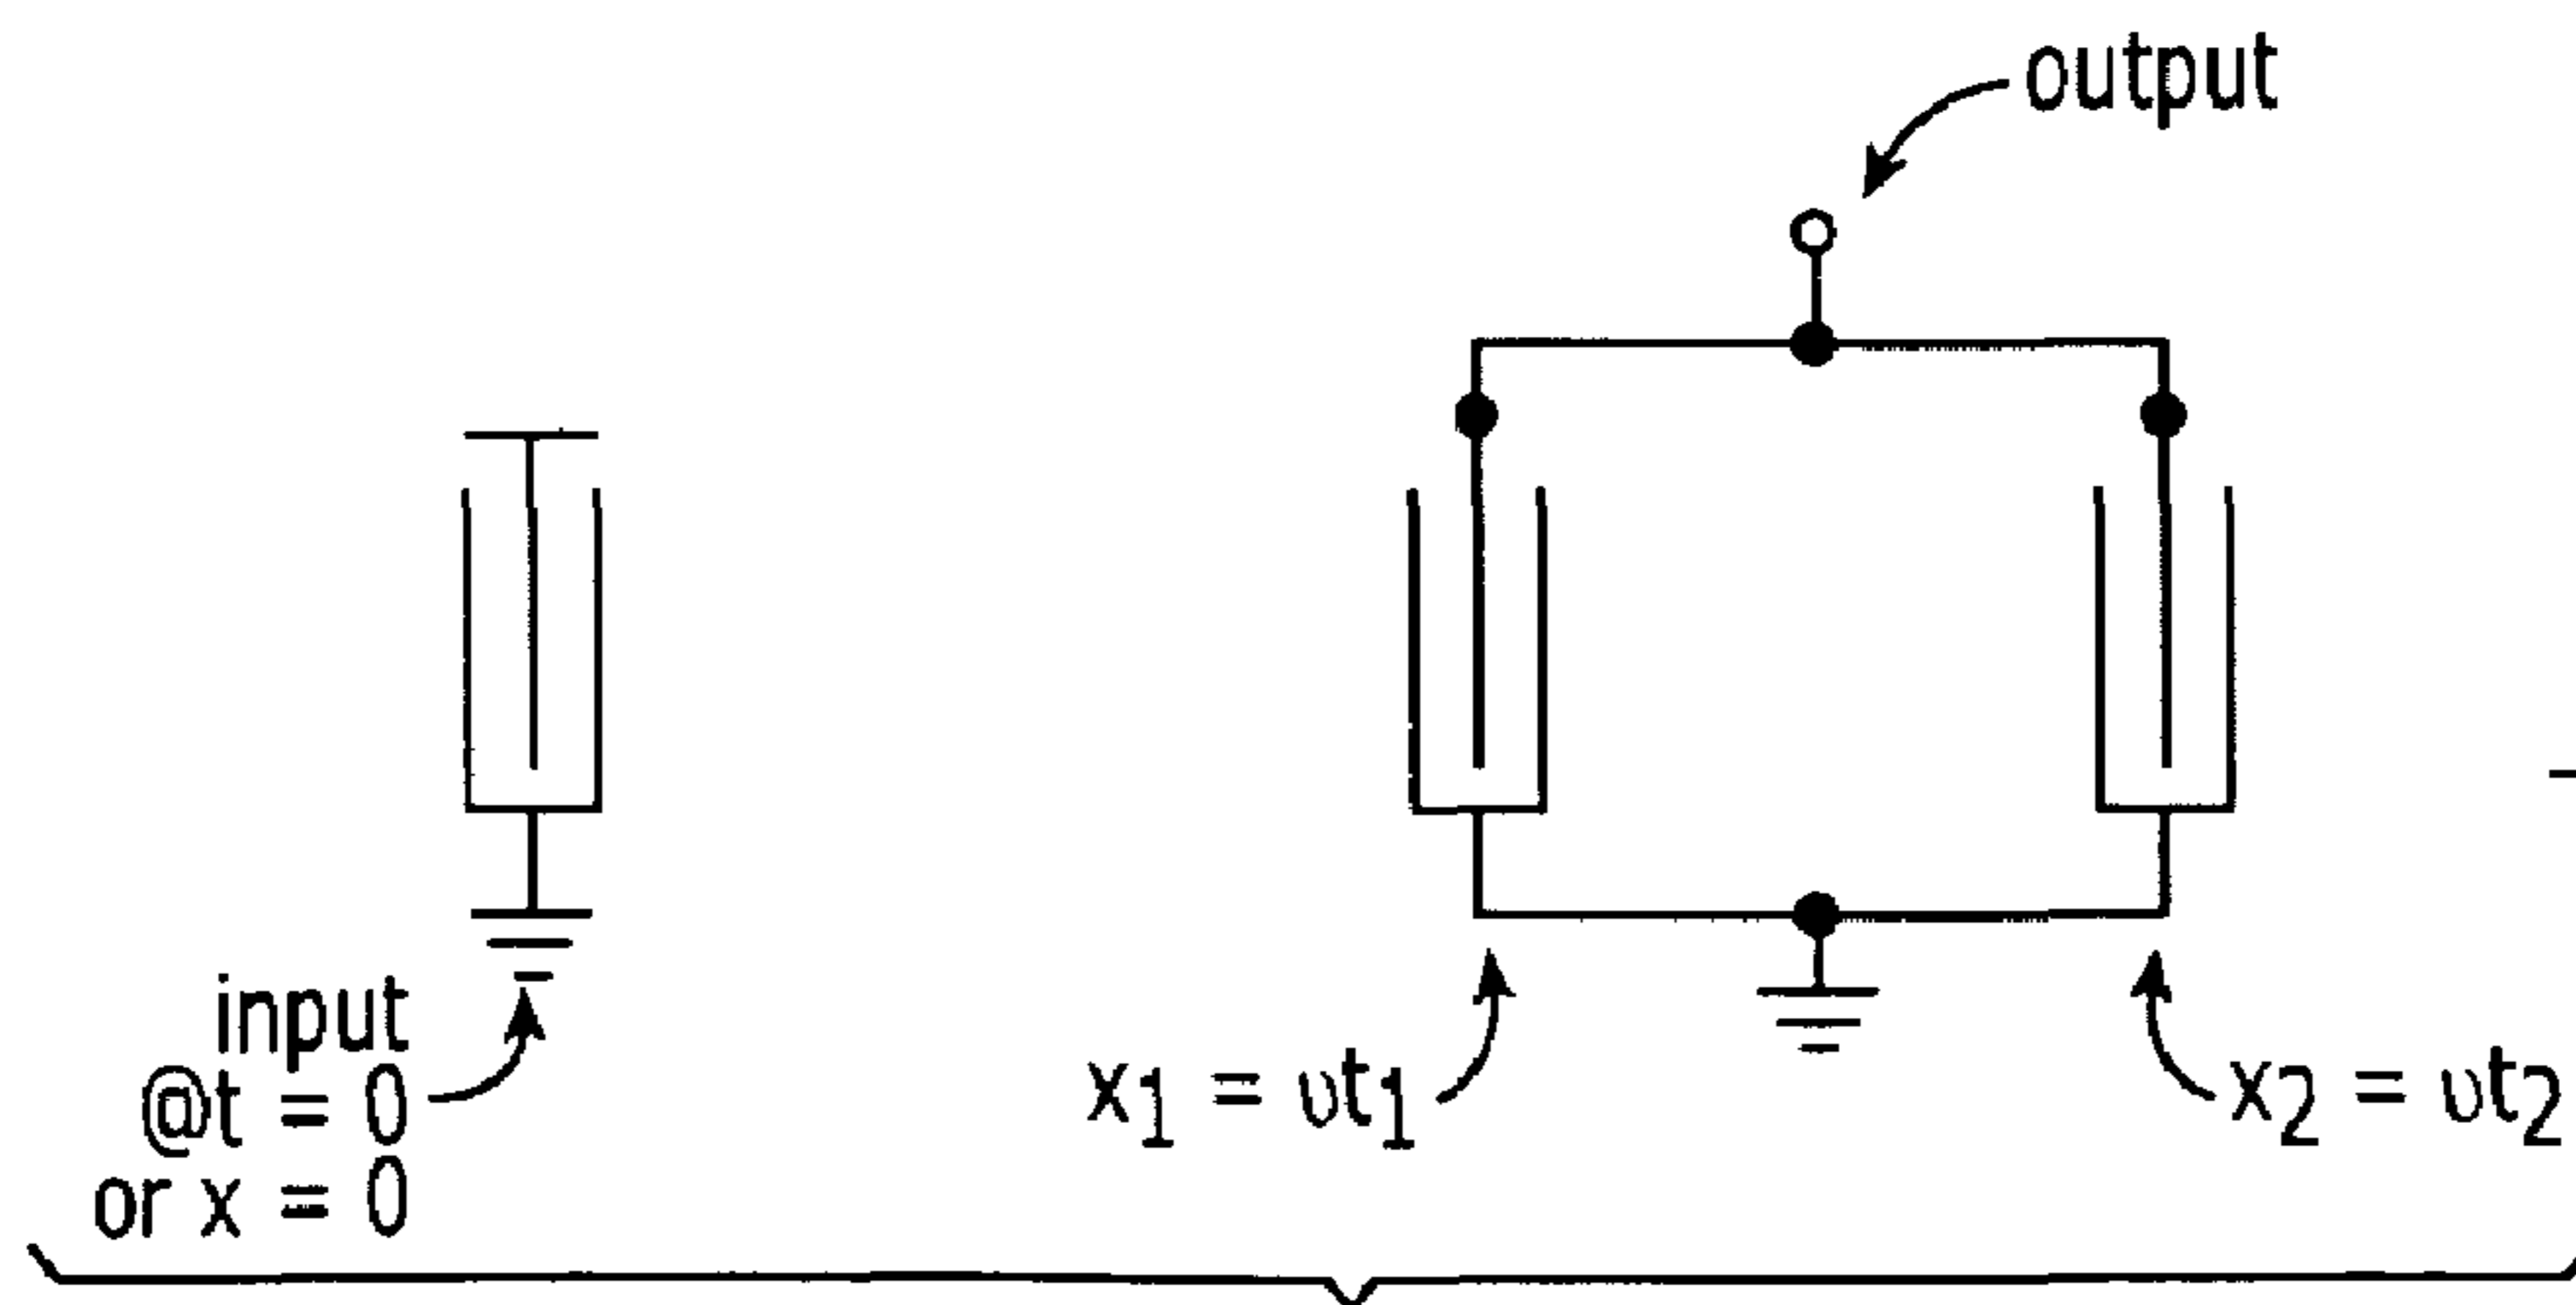 output
input
@t = 0
or x = 0
x₁ = υt₁
x₂ = υt₂